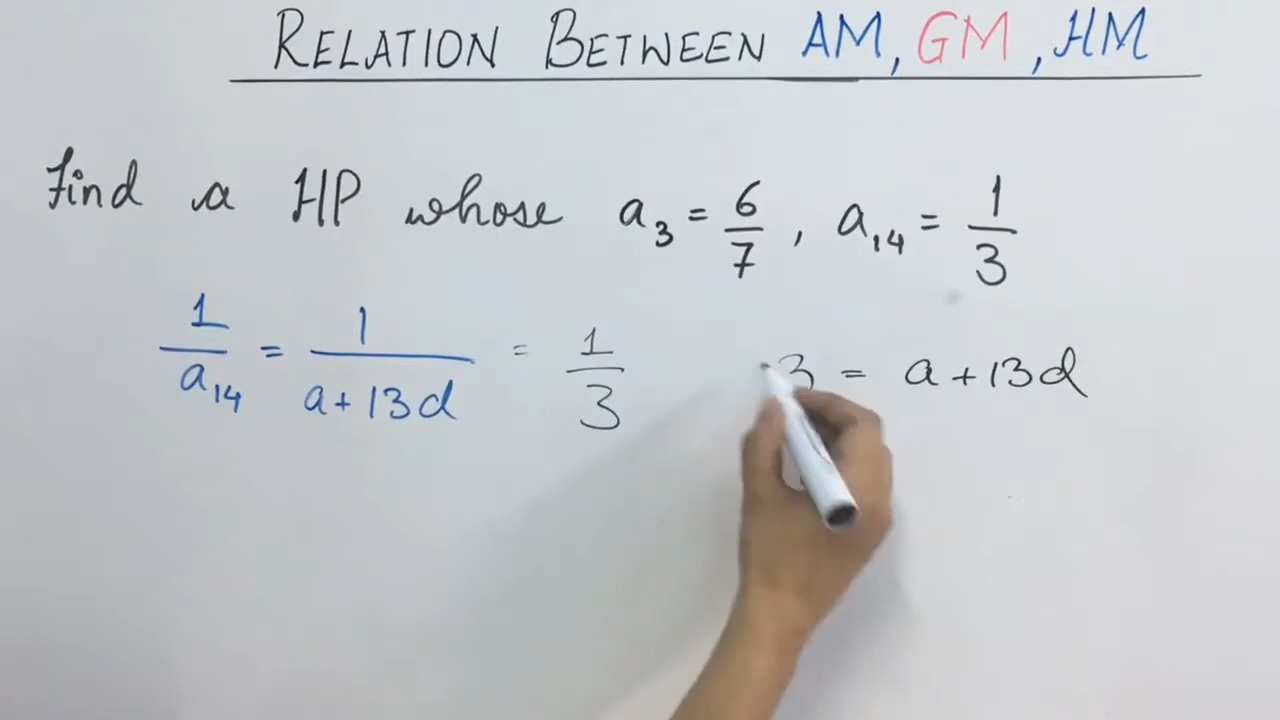 RELATION BETWEEN AM, GM, HM
Find a HP whose a₃ = 6/7 , a₁₄ = 1/3
1/a₁₄ = 1/(a+13d) = 1/3 3 = a+13d